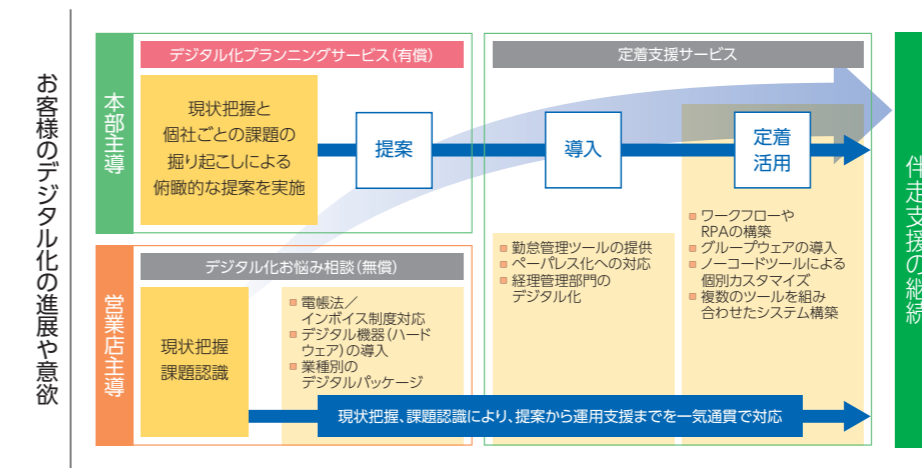 お客様のデジタル化の進展や意欲
本部主導
デジタル化プランニングサービス(有償)
現状把握と
個社ごとの課題の
掘り起こしによる
俯瞰的な提案を実施
提案
定着支援サービス
導入
定着
活用
■ 勤怠管理ツールの提供
■ ペーパレス化への対応
■ 経理管理部門の
デジタル化
■ ワークフローや
RPAの構築
■ グループウェアの導入
■ ノーコードツールによる
個別カスタマイズ
■ 複数のツールを組み
合わせたシステム構築
営業店主導
デジタル化お悩み相談(無償)
現状把握
課題認識
■ 電帳法/
インボイス制度対応
■ デジタル機器(ハード
ウェア)の導入
■ 業種別の
デジタルパッケージ
現状把握、課題認識により、提案から運用支援までを一気通貫で対応
伴走支援の継続